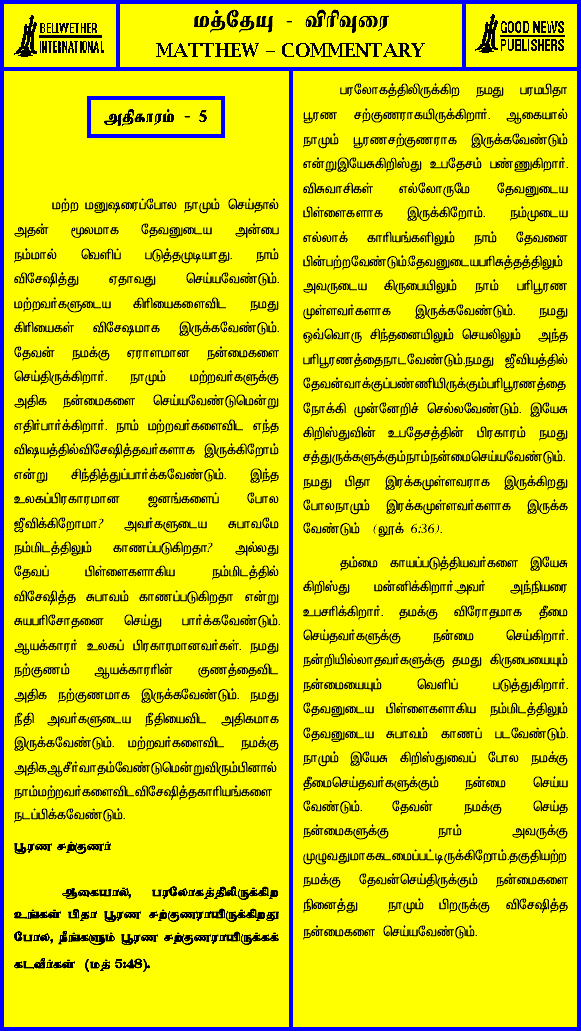 BELLWETHER
INTERNATIONAL
மத்தேயு - விரிவுரை
MATTHEW – COMMENTARY
GOOD NEWS
PUBLISHERS
அதிகாரம் - 5
மற்ற மனுஷரைப்போல நாமும் செய்தால்
அதன் மூலமாக தேவனுடைய அன்பை
நம்மால் வெளிப் படுத்தமுடியாது. நாம்
விசேஷித்து ஏதாவது செய்யவேண்டும்.
மற்றவர்களுடைய கிரியைகளைவிட நமது
கிரியைகள் விசேஷமாக இருக்கவேண்டும்.
தேவன் நமக்கு ஏராளமான நன்மைகளை
செய்திருக்கிறார். நாமும் மற்றவர்களுக்கு
அதிக நன்மைகளை செய்யவேண்டுமென்று
எதிர்பார்க்கிறார். நாம் மற்றவர்களைவிட எந்த
விஷயத்தில்விசேஷித்தவர்களாக இருக்கிறோம்
என்று சிந்தித்துப்பார்க்கவேண்டும். இந்த
உலகப்பிரகாரமான ஜனங்களைப் போல
ஜீவிக்கிறோமா? அவர்களுடைய சுபாவமே
நம்மிடத்திலும் காணப்படுகிறதா? அல்லது
தேவப் பிள்ளைகளாகிய நம்மிடத்தில்
விசேஷித்த சுபாவம் காணப்படுகிறதா என்று
சுயபரிசோதனை செய்து பார்க்கவேண்டும்.
ஆயக்காரர் உலகப் பிரகாரமானவர்கள். நமது
நற்குணம் ஆயக்காரரின் குணத்தைவிட
அதிக நற்குணமாக இருக்கவேண்டும். நமது
நீதி அவர்களுடைய நீதியைவிட அதிகமாக
இருக்கவேண்டும். மற்றவர்களைவிட நமக்கு
அதிகஆசீர்வாதம்வேண்டுமென்றுவிரும்பினால்
நாம்மற்றவர்களைவிடவிசேஷித்தகாரியங்களை
நடப்பிக்கவேண்டும்.
பூரண சற்குணர்
ஆகையால், பரலோகத்திலிருக்கிற
உங்கள் பிதா பூரண சற்குணராயிருக்கிறது
போல, நீங்களும் பூரண சற்குணராயிருக்கக்
கடவீர்கள் (மத் 5:48).
பரலோகத்திலிருக்கிற நமது பரமபிதா
பூரண சற்குணராகயிருக்கிறார். ஆகையால்
நாமும் பூரணசற்குணராக இருக்கவேண்டும்
என்றுஇயேசுகிறிஸ்து உபதேசம் பண்ணுகிறார்.
விசுவாசிகள் எல்லோருமே தேவனுடைய
பிள்ளைகளாக இருக்கிறோம். நம்முடைய
எல்லாக் காரியங்களிலும் நாம் தேவனை
பின்பற்றவேண்டும்.தேவனுடையபரிசுத்தத்திலும்
அவருடைய கிருபையிலும் நாம் பரிபூரண
முள்ளவர்களாக இருக்கவேண்டும். நமது
ஒவ்வொரு சிந்தனையிலும் செயலிலும் அந்த
பரிபூரணத்தைநாடவேண்டும்.நமது ஜீவியத்தில்
தேவன்வாக்குப்பண்ணியிருக்கும்பரிபூரணத்தை
நோக்கி முன்னேறிச் செல்லவேண்டும். இயேசு
கிறிஸ்துவின் உபதேசத்தின் பிரகாரம் நமது
சத்துருக்களுக்கும்நாம்நன்மைசெய்யவேண்டும்.
நமது பிதா இரக்கமுள்ளவராக இருக்கிறது
போலநாமும் இரக்கமுள்ளவர்களாக இருக்க
வேண்டும் (லூக் 6:36).
தம்மை காயப்படுத்தியவர்களை இயேசு
கிறிஸ்து மன்னிக்கிறார்.அவர் அந்நியரை
உபசரிக்கிறார். தமக்கு விரோதமாக தீமை
செய்தவர்களுக்கு நன்மை செய்கிறார்.
நன்றியில்லாதவர்களுக்கு தமது கிருபையையும்
நன்மையையும் வெளிப் படுத்துகிறார்.
தேவனுடைய பிள்ளைகளாகிய நம்மிடத்திலும்
தேவனுடைய சுபாவம் காணப் படவேண்டும்.
நாமும் இயேசு கிறிஸ்துவைப் போல நமக்கு
தீமைசெய்தவர்களுக்கும் நன்மை செய்ய
வேண்டும். தேவன் நமக்கு செய்த
நன்மைகளுக்கு நாம் அவருக்கு
முழுவதுமாககடமைப்பட்டிருக்கிறோம்.தகுதியற்ற
நமக்கு தேவன்செய்திருக்கும் நன்மைகளை
நினைத்து நாமும் பிறருக்கு விசேஷித்த
நன்மைகளை செய்யவேண்டும்.